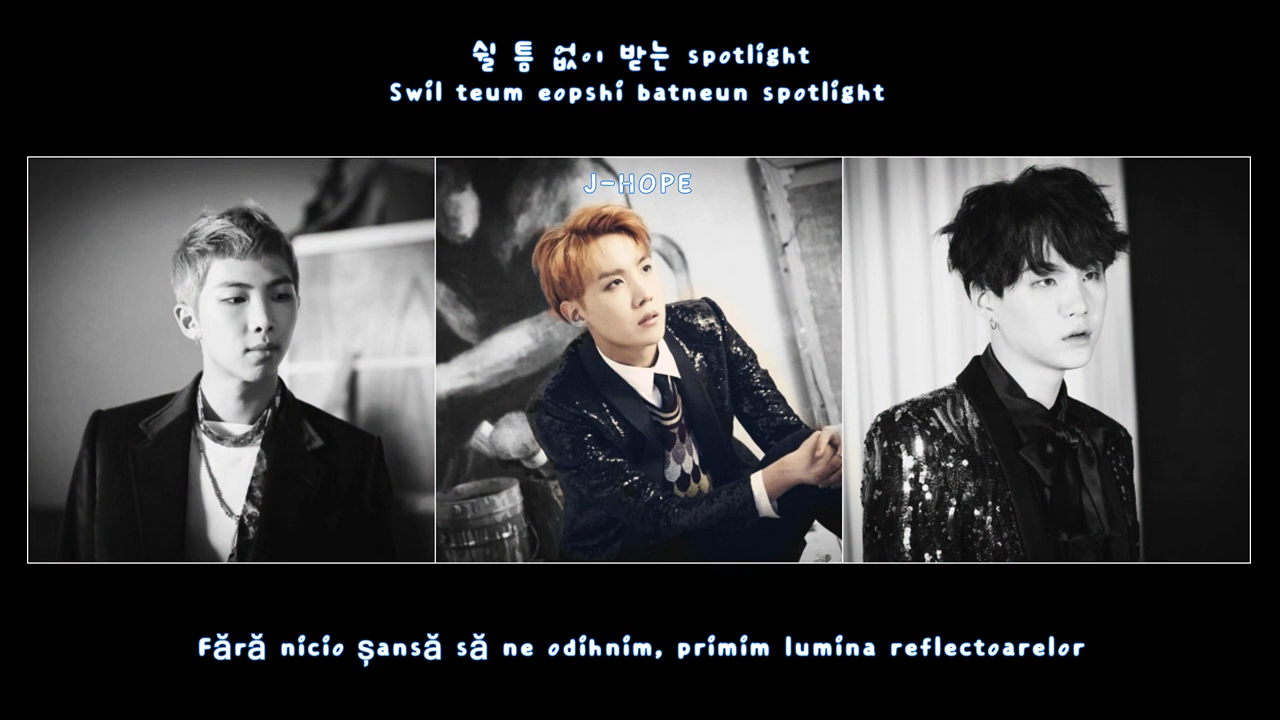 쉴 틈 없이 받는 spotlight
Swil teum eopshi batneun spotlight
J-HOPE
Fără nicio șansă să ne odihnim, primim lumina reflectoarelor